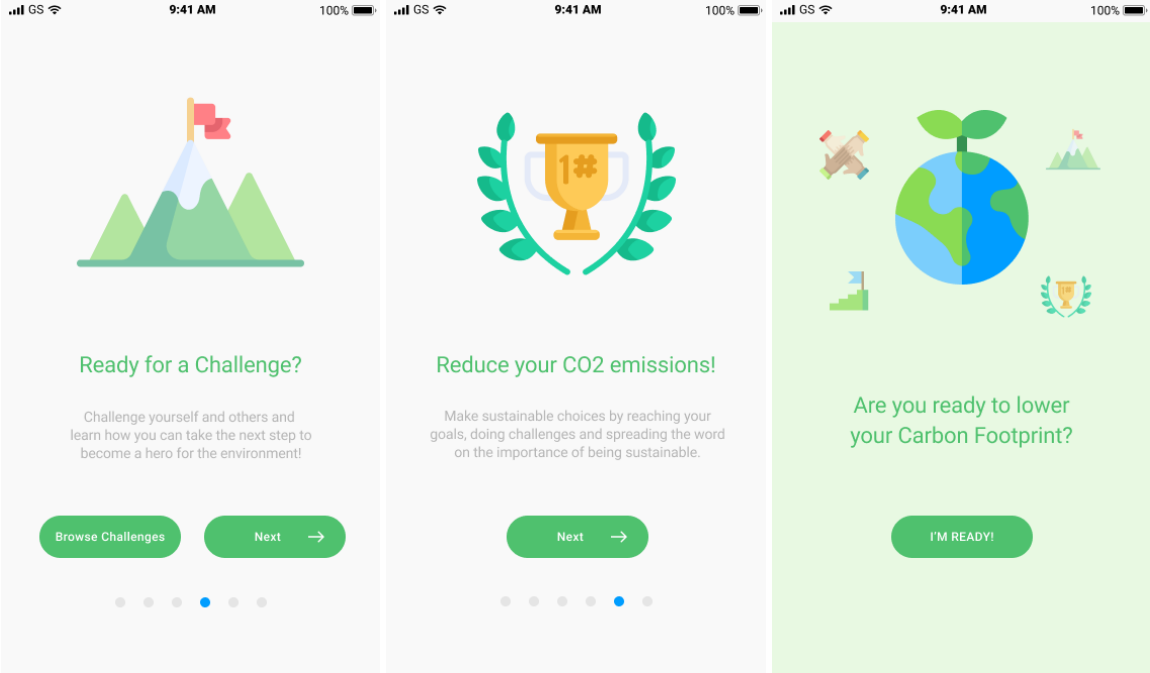 GS 9:41 AM 100%
1#
Ready for a Challenge?
Challenge yourself and others and
learn how you can take the next step to
become a hero for the environment!
Browse Challenges
Next
GS 9:41 AM 100%
1#
Reduce your CO2 emissions!
Make sustainable choices by reaching your
goals, doing challenges and spreading the word
on the importance of being sustainable.
Next
GS 9:41 AM 100%
Are you ready to lower
your Carbon Footprint?
I'M READY!